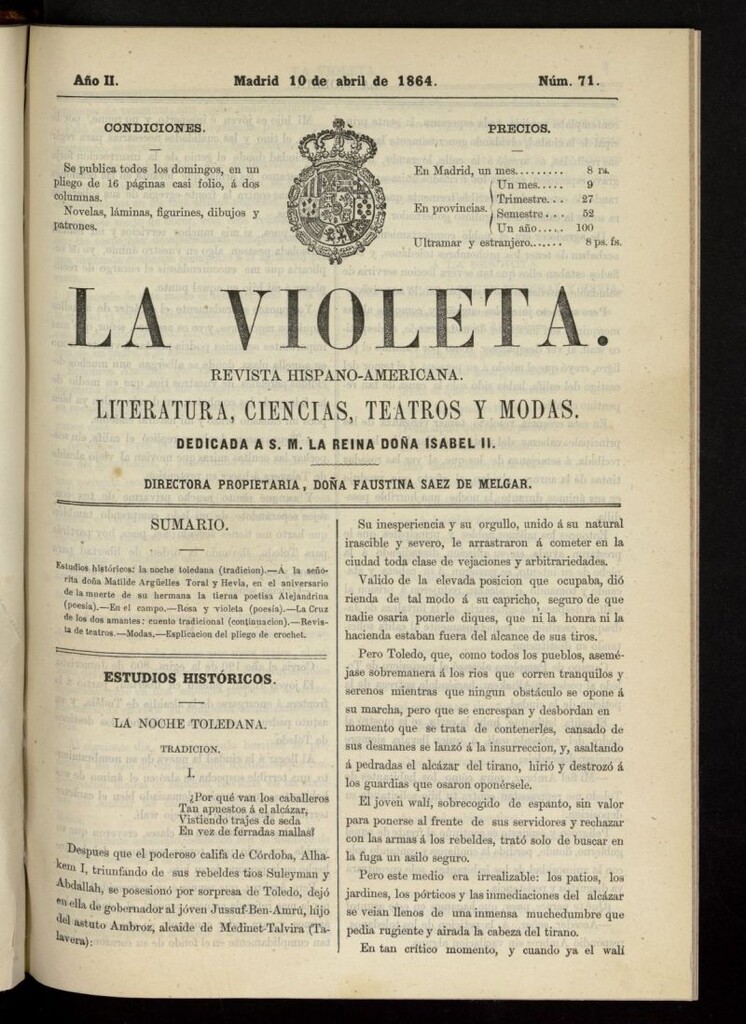 Año II.
Madrid 10 de abril de 1864.
Núm. 71.
CONDICIONES.
Se publica todos los domingos, en un
pliego de 16 páginas casi folio, á dos
columnas.
Novelas, láminas, figurines, dibujos y
patrones.
PRECIOS.
En Madrid, un mes......... 8 rs.
En provincias.
Un mes..... 9
Trimestre... 27
Semestre... 52
Un año..... 100
Ultramar y estranjero...... 8 ps. fs.
LA VIOLETA.
REVISTA HISPANO-AMERICANA.
LITERATURA, CIENCIAS, TEATROS Y MODAS.
DEDICADA A S. M. LA REINA DOÑA ISABEL II.
DIRECTORA PROPIETARIA, DOÑA FAUSTINA SAEZ DE MELGAR.
SUMARIO.
Estudios históricos: la noche toledana (tradicion).—Á la seño-
rita doña Matilde Argüelles Toral y Hevia, en el aniversario
de la muerte de su hermana la tierna poetisa Alejandrina
(poesía).—En el campo.—Rosa y violeta (poesía).—La Cruz
de los dos amantes: cuento tradicional (continuacion).—Revis-
ta de teatros.—Modas.—Esplicacion del pliego de crochet.
ESTUDIOS HISTÓRICOS.
LA NOCHE TOLEDANA.
TRADICION.
I.
¿Por qué van los caballeros
Tan apuestos á el alcázar,
Vistiendo trajes de seda
En vez de ferradas mallas?
Despues que el poderoso califa de Córdoba, Alha-
kem I, triunfando de sus rebeldes tios Suleyman y
Abdallah, se posesionó por sorpresa de Toledo, dejó
en ella de gobernador al jóven Jussuf-Ben-Amrú, hijo
del astuto Ambroz, alcaide de Medinet-Talvira (Ta-
lavera):
Su inesperiencia y su orgullo, unido á su natural
irascible y severo, le arrastraron á cometer en la
ciudad toda clase de vejaciones y arbitrariedades.
Valido de la elevada posicion que ocupaba, dió
rienda de tal modo á su capricho, seguro de que
nadie osaria ponerle diques, que ni la honra ni la
hacienda estaban fuera del alcance de sus tiros.
Pero Toledo, que, como todos los pueblos, asemé-
jase sobremanera á los rios que corren tranquilos y
serenos mientras que ningun obstáculo se opone á
su marcha, pero que se encrespan y desbordan en
momento que se trata de contenerles, cansado de
sus desmanes se lanzó á la insurreccion, y, asaltando
á pedradas el alcázar del tirano, hirió y destrozó á
los guardias que osaron oponérsele.
El jóven walí, sobrecogido de espanto, sin valor
para ponerse al frente de sus servidores y rechazar
con las armas á los rebeldes, trató solo de buscar en
la fuga un asilo seguro.
Pero este medio era irrealizable: los patios, los
jardines, los pórticos y las inmediaciones del alcázar
se veian llenos de una inmensa muchedumbre que
pedia rugiente y airada la cabeza del tirano.
En tan crítico momento, y cuando ya el walí